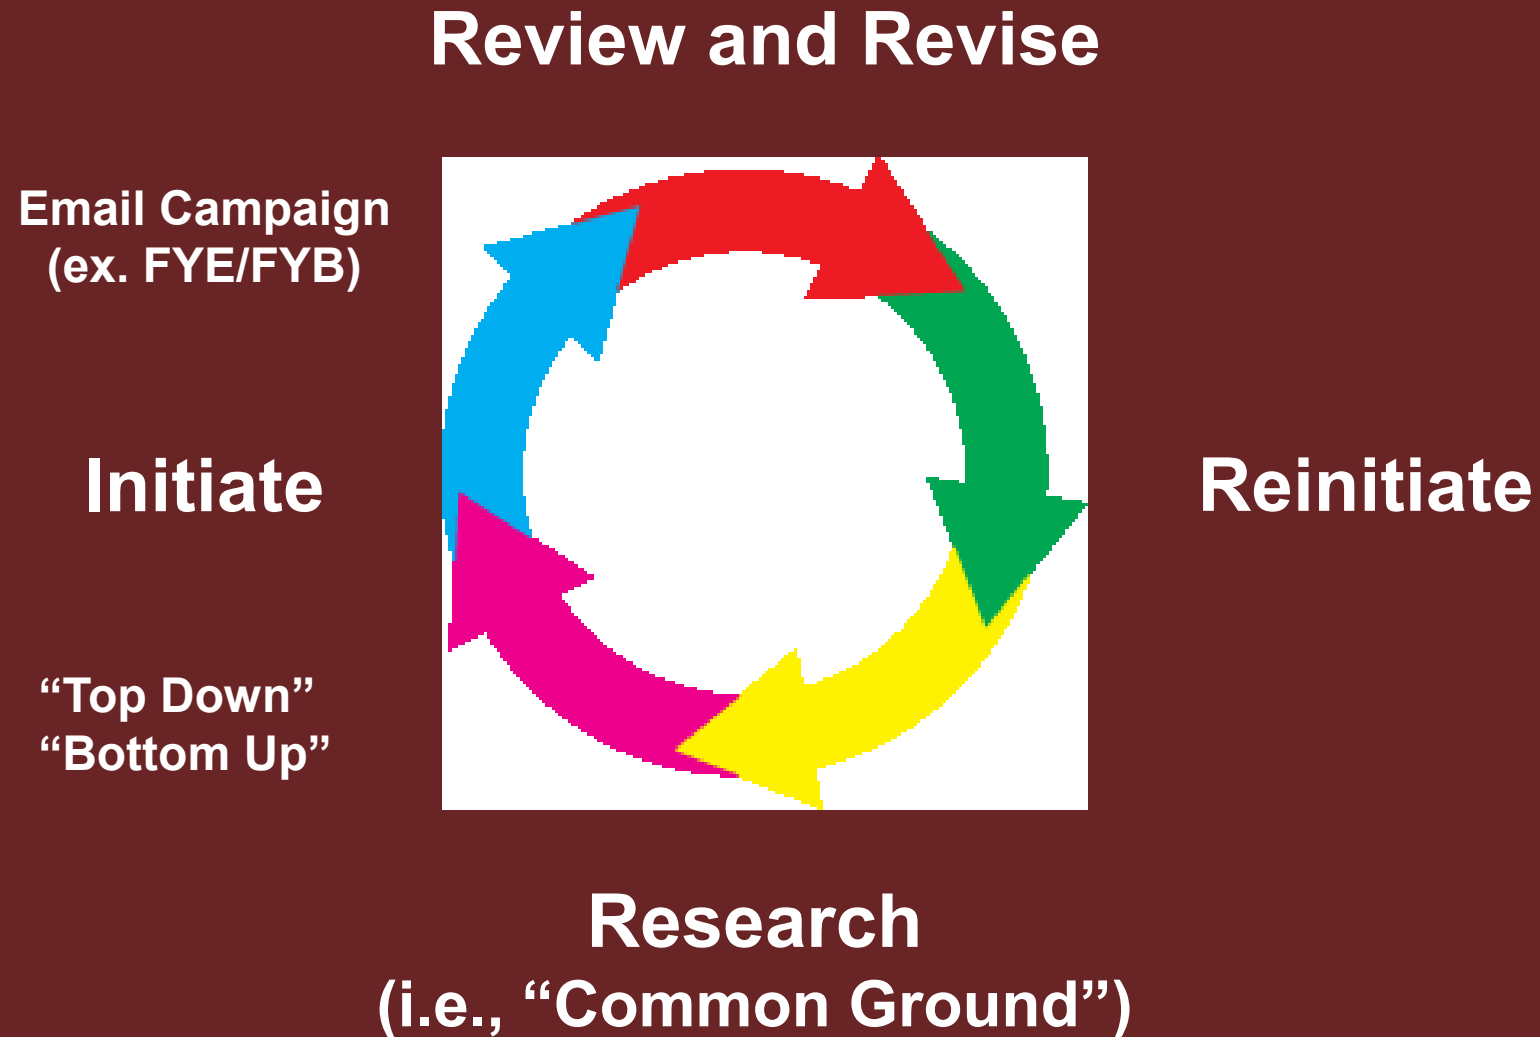 Review and Revise
Email Campaign
(ex. FYE/FYB)
Initiate
Reinitiate
“Top Down”
“Bottom Up”
Research
(i.e., “Common Ground”)